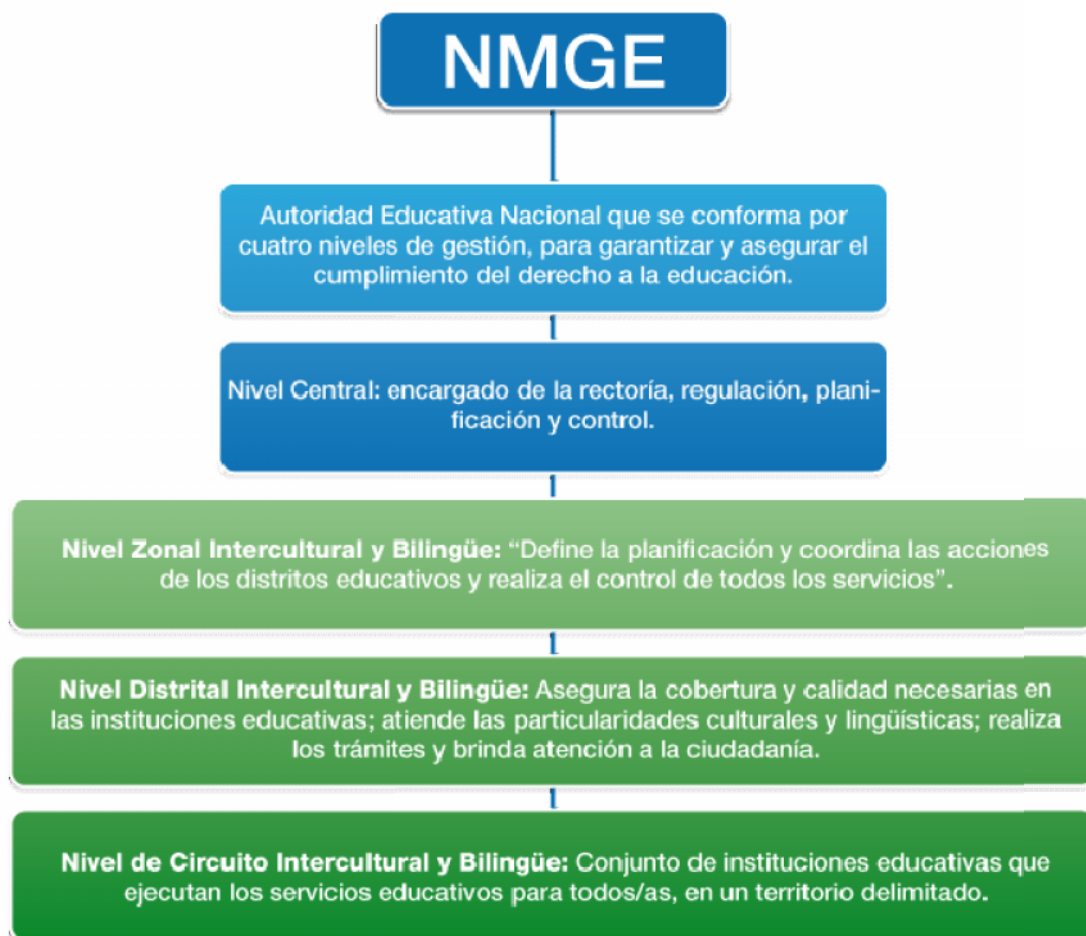 NMGE
Autoridad Educativa Nacional que se conforma por
cuatro niveles de gestión, para garantizar y asegurar el
cumplimiento del derecho a la educación.
Nivel Central: encargado de la rectoría, regulación, plani-
ficación y control.
Nivel Zonal Intercultural y Bilingüe: “Define la planificación y coordina las acciones
de los distritos educativos y realiza el control de todos los servicios”.
Nivel Distrital Intercultural y Bilingüe: Asegura la cobertura y calidad necesarias en
las instituciones educativas; atiende las particularidades culturales y lingüísticas; realiza
los trámites y brinda atención a la ciudadanía.
Nivel de Circuito Intercultural y Bilingüe: Conjunto de instituciones educativas que
ejecutan los servicios educativos para todos/as, en un territorio delimitado.